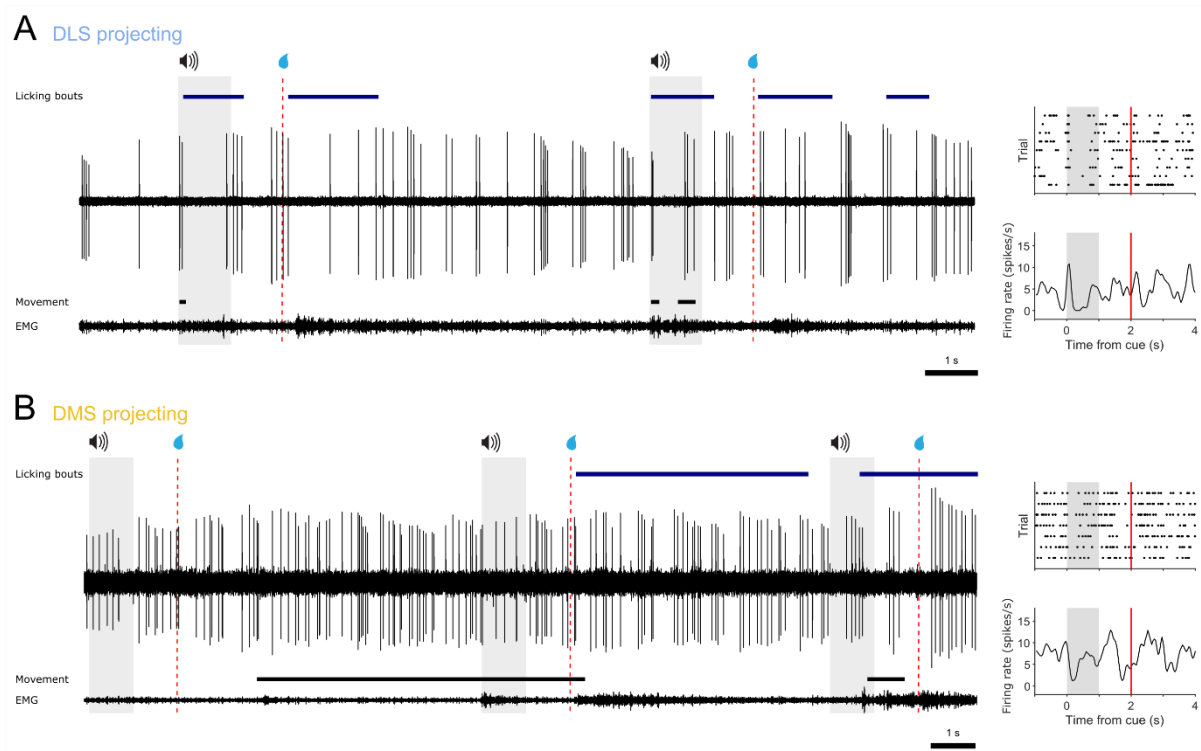 A DLS projecting
Licking bouts
Movement
EMG
1 s
Trial
Firing rate (spikes/s)
15
10
5
0
0 2 4
Time from cue (s)
B DMS projecting
Licking bouts
Movement
EMG
1 s
Trial
Firing rate (spikes/s)
15
10
5
0
0 2 4
Time from cue (s)